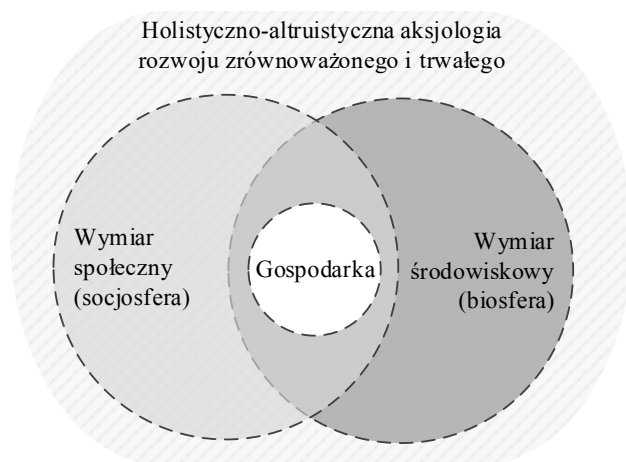 Holistyczno-altruistyczna aksjologia
rozwoju zrównoważonego i trwałego
Wymiar
społeczny
(socjosfera)
Gospodarka
Wymiar
środowiskowy
(biosfera)